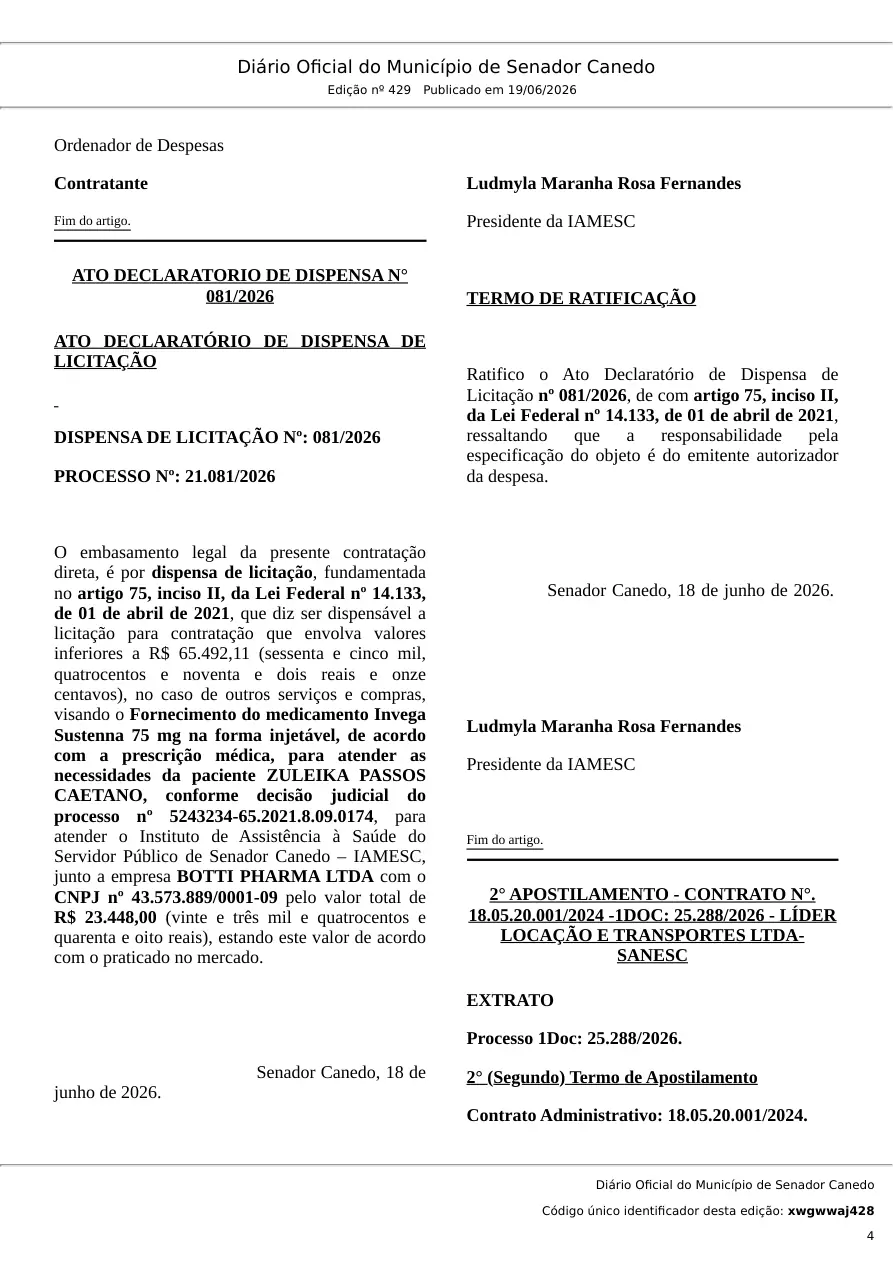 Diário Oficial do Município de Senador Canedo
Edição nº 429 Publicado em 19/06/2026
Ordenador de Despesas
Contratante
Fim do artigo.
ATO DECLARATORIO DE DISPENSA N°
081/2026
ATO DECLARATÓRIO DE DISPENSA DE
LICITAÇÃO
DISPENSA DE LICITAÇÃO Nº: 081/2026
PROCESSO Nº: 21.081/2026
O embasamento legal da presente contratação
direta, é por dispensa de licitação, fundamentada
no artigo 75, inciso II, da Lei Federal nº 14.133,
de 01 de abril de 2021, que diz ser dispensável a
licitação para contratação que envolva valores
inferiores a R$ 65.492,11 (sessenta e cinco mil,
quatrocentos e noventa e dois reais e onze
centavos), no caso de outros serviços e compras,
visando o Fornecimento do medicamento Invega
Sustenna 75 mg na forma injetável, de acordo
com a prescrição médica, para atender as
necessidades da paciente ZULEIKA PASSOS
CAETANO, conforme decisão judicial do
processo nº 5243234-65.2021.8.09.0174, para
atender o Instituto de Assistência à Saúde do
Servidor Público de Senador Canedo – IAMESC,
junto a empresa BOTTI PHARMA LTDA com o
CNPJ nº 43.573.889/0001-09 pelo valor total de
R$ 23.448,00 (vinte e três mil e quatrocentos e
quarenta e oito reais), estando este valor de acordo
com o praticado no mercado.
Senador Canedo, 18 de
junho de 2026.
Ludmyla Maranha Rosa Fernandes
Presidente da IAMESC
TERMO DE RATIFICAÇÃO
Ratifico o Ato Declaratório de Dispensa de
Licitação nº 081/2026, de com artigo 75, inciso II,
da Lei Federal nº 14.133, de 01 de abril de 2021,
ressaltando que a responsabilidade pela
especificação do objeto é do emitente autorizador
da despesa.
Senador Canedo, 18 de junho de 2026.
Ludmyla Maranha Rosa Fernandes
Presidente da IAMESC
Fim do artigo.
2° APOSTILAMENTO - CONTRATO N°.
18.05.20.001/2024 -1DOC: 25.288/2026 - LÍDER
LOCAÇÃO E TRANSPORTES LTDA-
SANESC
EXTRATO
Processo 1Doc: 25.288/2026.
2° (Segundo) Termo de Apostilamento
Contrato Administrativo: 18.05.20.001/2024.
Diário Oficial do Município de Senador Canedo
Código único identificador desta edição: xwgwwaj428
4